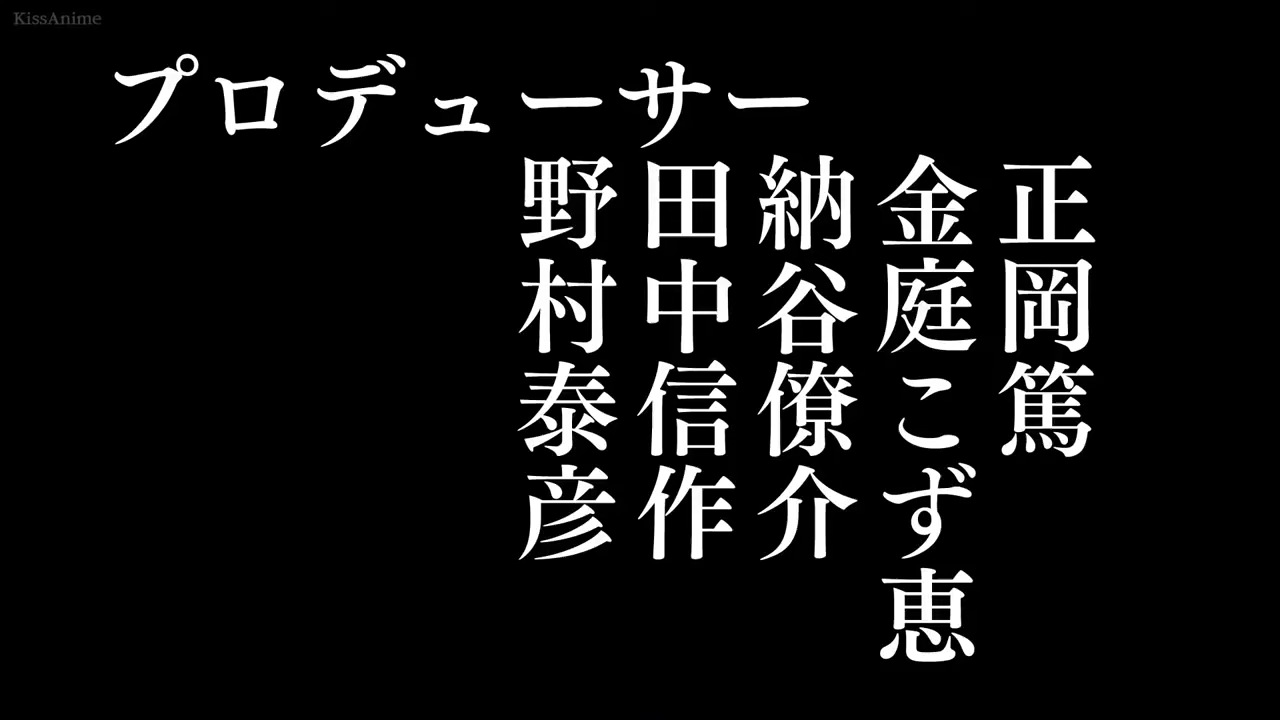 KissAnime
プロデューサー
正岡篤
金庭こず恵
納谷僚介
田中信作
野村泰彦